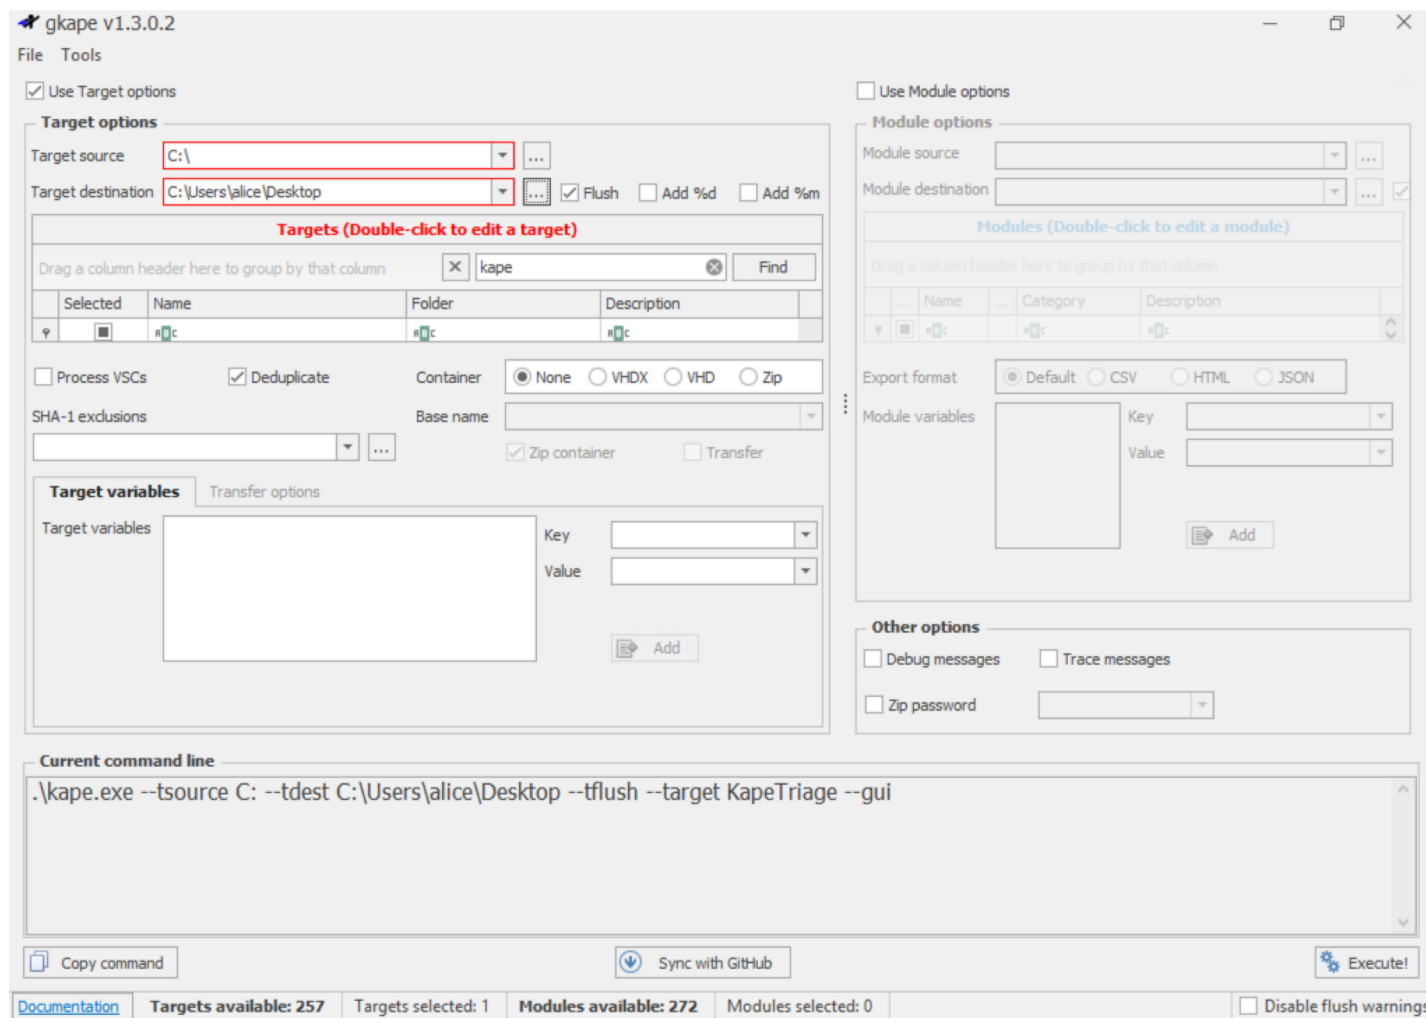 gkape v1.3.0.2
File Tools
Use Target options
Target options
Target source C:\ ...
Target destination C:\Users\alice\Desktop ... Flush Add %d Add %m
Targets (Double-click to edit a target)
Drag a column header here to group by that column kape Find
Selected Name Folder Description
ABC ABC ABC
Process VSCs Deduplicate Container None VHDX VHD Zip
SHA-1 exclusions Base name
... Zip container Transfer
Target variables Transfer options
Target variables Key
Value
Add
Use Module options
Module options
Module source ...
Module destination ...
Modules (Double-click to edit a module)
Drag a column header here to group by that column
... Name ... Category Description
ABC ABC ABC
Export format Default CSV HTML JSON
Module variables Key
Value
Add
Other options
Debug messages Trace messages
Zip password
Current command line
.\kape.exe --tsource C: --tdest C:\Users\alice\Desktop --tflush --target KapeTriage --gui
Copy command Sync with GitHub Execute!
Documentation Targets available: 257 Targets selected: 1 Modules available: 272 Modules selected: 0 Disable flush warnings